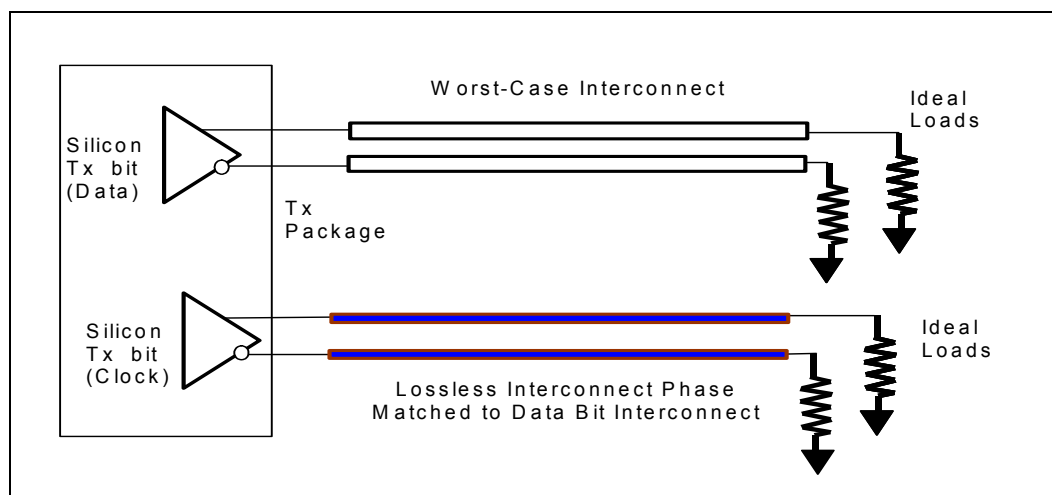 Worst-Case Interconnect
Ideal
Loads
Silicon
Tx bit
(Data)
Tx
Package
Silicon
Tx bit
(Clock)
Ideal
Loads
Lossless Interconnect Phase
Matched to Data Bit Interconnect